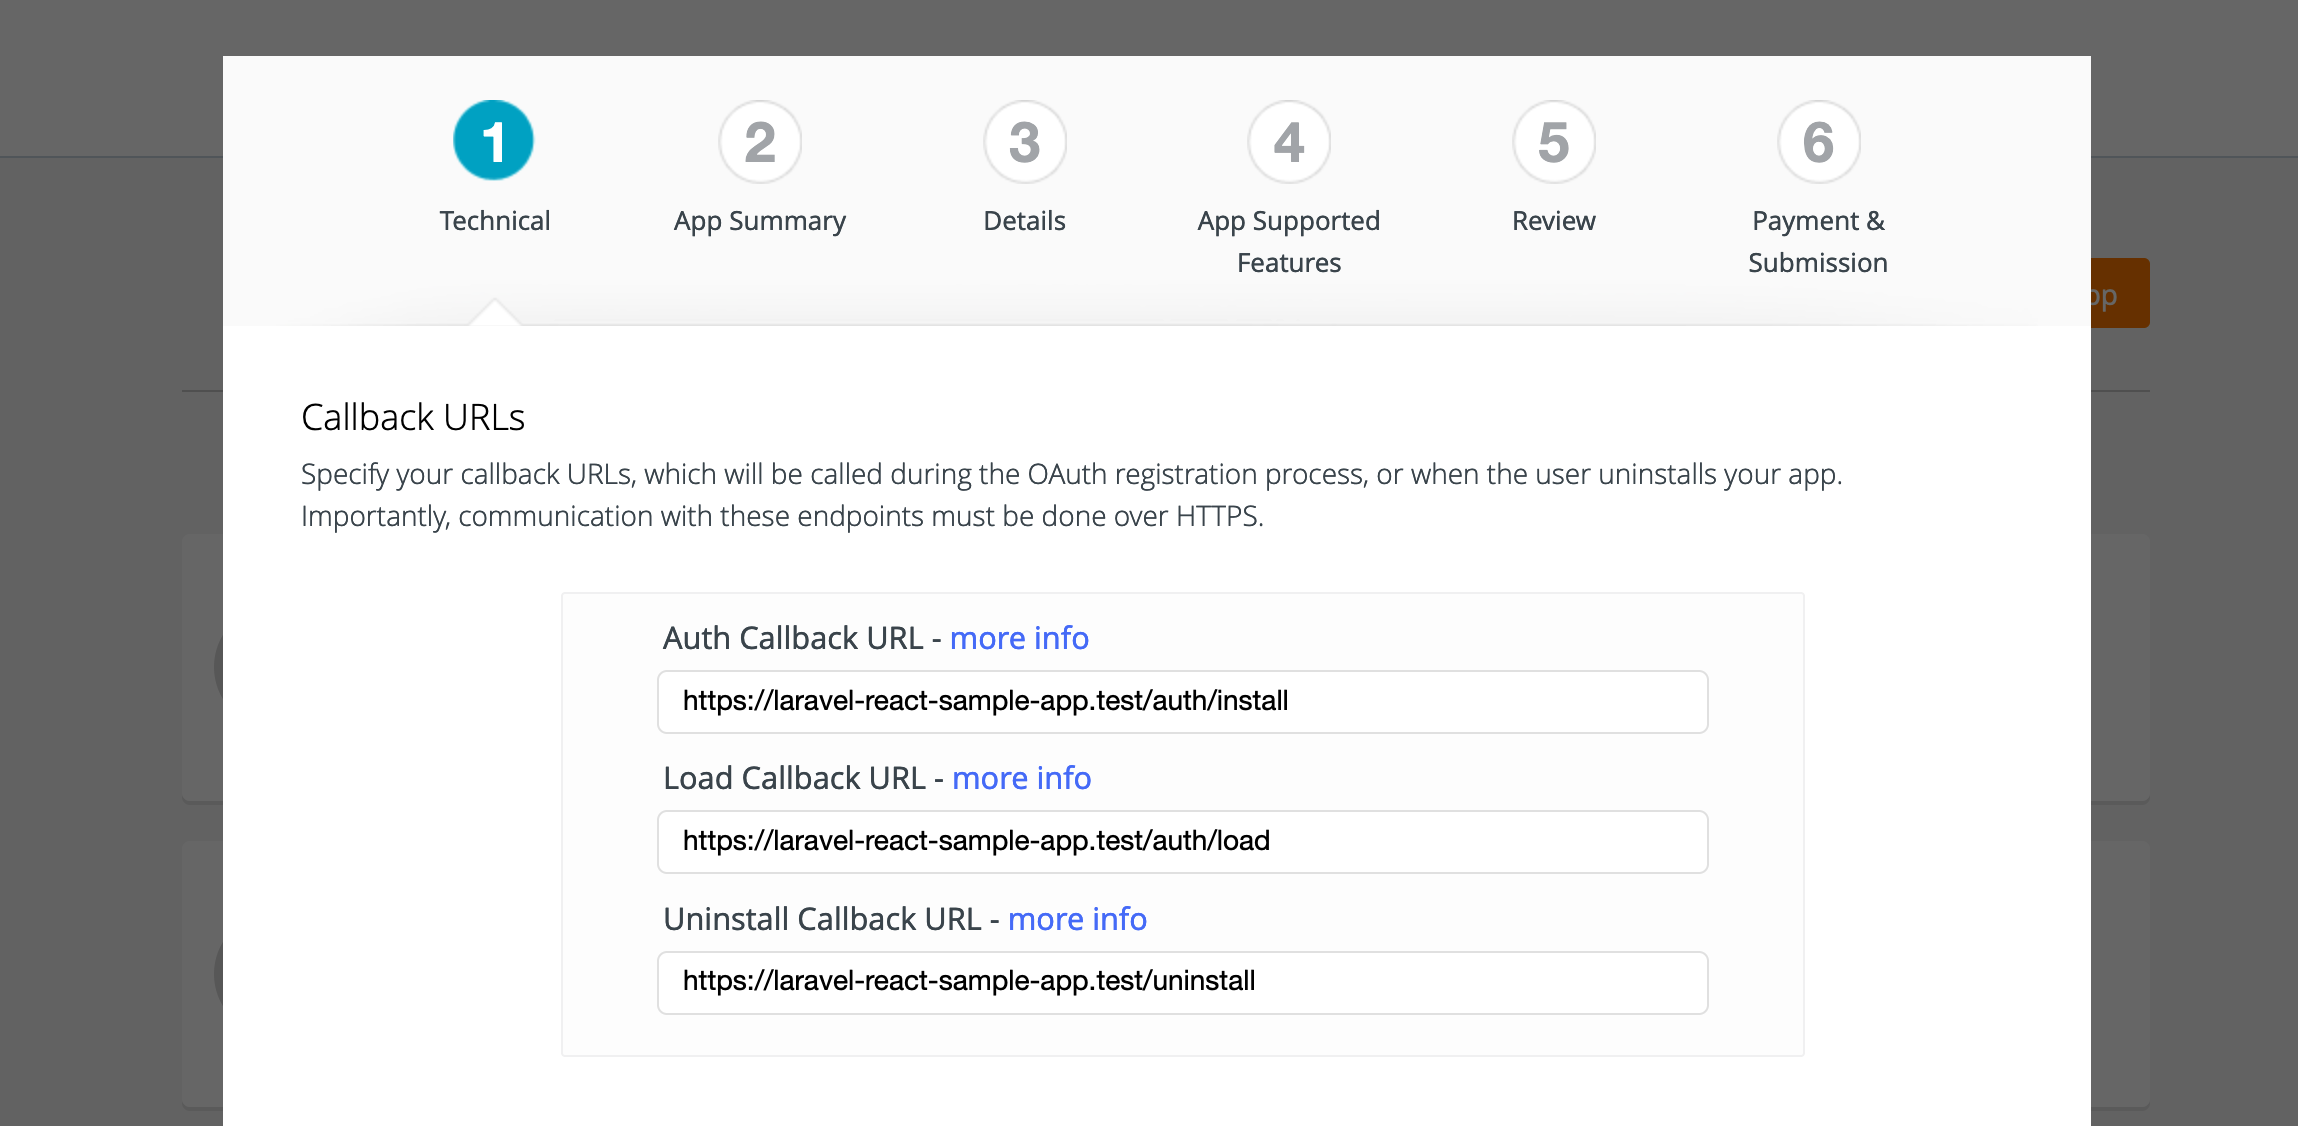 1
2
3
4
5
6
Technical
App Summary
Details
App Supported
Features
Review
Payment &
Submission
Callback URLs
Specify your callback URLs, which will be called during the OAuth registration process, or when the user uninstalls your app.
Importantly, communication with these endpoints must be done over HTTPS.
Auth Callback URL - more info
https://laravel-react-sample-app.test/auth/install
Load Callback URL - more info
https://laravel-react-sample-app.test/auth/load
Uninstall Callback URL - more info
https://laravel-react-sample-app.test/uninstall